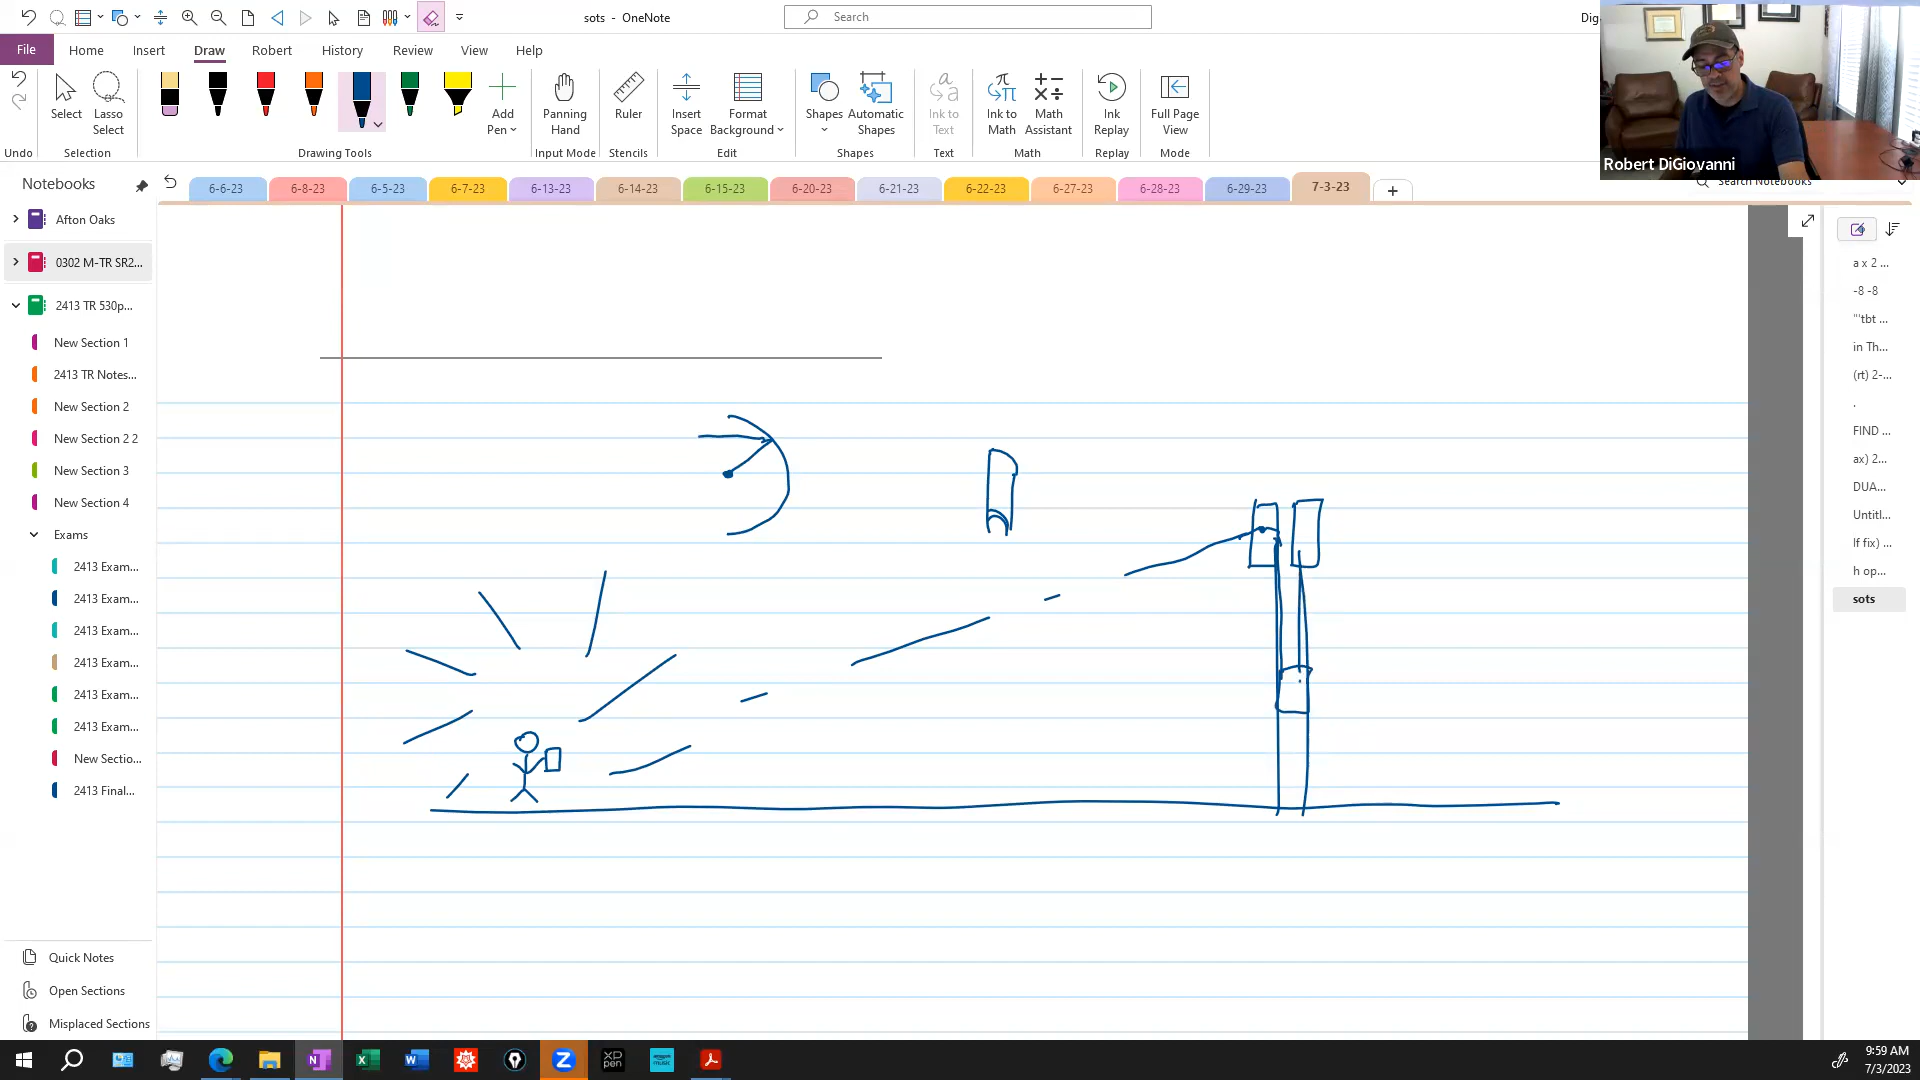 sots - OneNote
Search
Dig
File
Home
Insert
Draw
Robert
History
Review
View
Help
Select
Lasso Select
Add Pen
Panning Hand
Ruler
Insert Space
Format Background
Shapes
Automatic Shapes
Ink to Text
Ink to Math
Math Assistant
Ink Replay
Full Page View
Undo
Selection
Drawing Tools
Input Mode
Stencils
Edit
Shapes
Text
Math
Replay
Mode
Robert DiGiovanni
Notebooks
6-6-23
6-8-23
6-5-23
6-7-23
6-13-23
6-14-23
6-15-23
6-20-23
6-21-23
6-22-23
6-27-23
6-28-23
6-29-23
7-3-23
Search Notebooks
Afton Oaks
0302 M-TR SR2...
2413 TR 530p...
New Section 1
2413 TR Notes...
New Section 2
New Section 2 2
New Section 3
New Section 4
Exams
2413 Exam...
2413 Exam...
2413 Exam...
2413 Exam...
2413 Exam...
2413 Exam...
New Sectio...
2413 Final...
Quick Notes
Open Sections
Misplaced Sections
a x 2 ...
-8 -8
"'tbt ...
in Th...
(rt) 2-...
.
FIND ...
ax) 2...
DUA...
Untitl...
If fix) ...
h op...
sots
XP
pen
amazon music
9:59 AM
7/3/2023